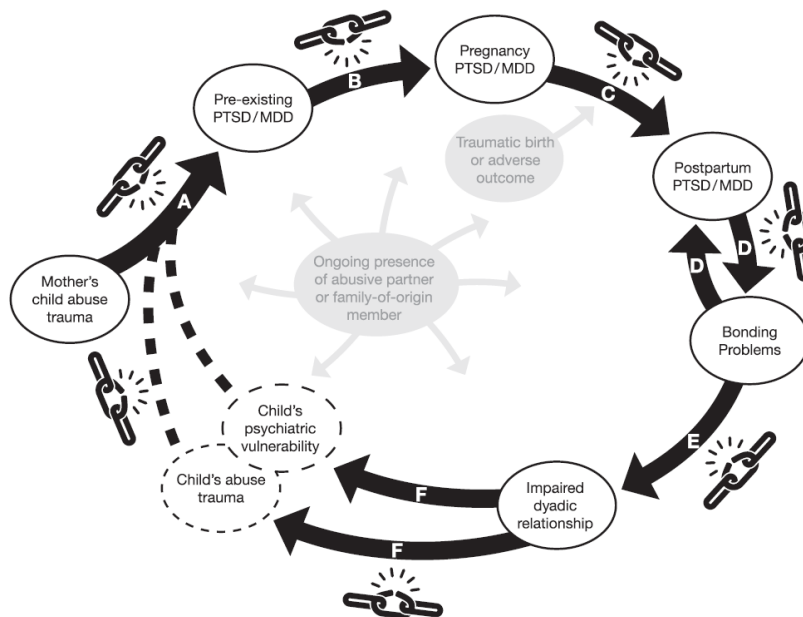 Pregnancy
PTSD/MDD
B
C
Pre-existing
PTSD/MDD
Traumatic birth
or adverse
outcome
Postpartum
PTSD/MDD
A
D
D
Ongoing presence
of abusive partner
or family-of-origin
member
Mother's
child abuse
trauma
Bonding
Problems
Child's
psychiatric
vulnerability
E
Child's abuse
trauma
F
Impaired
dyadic
relationship
F